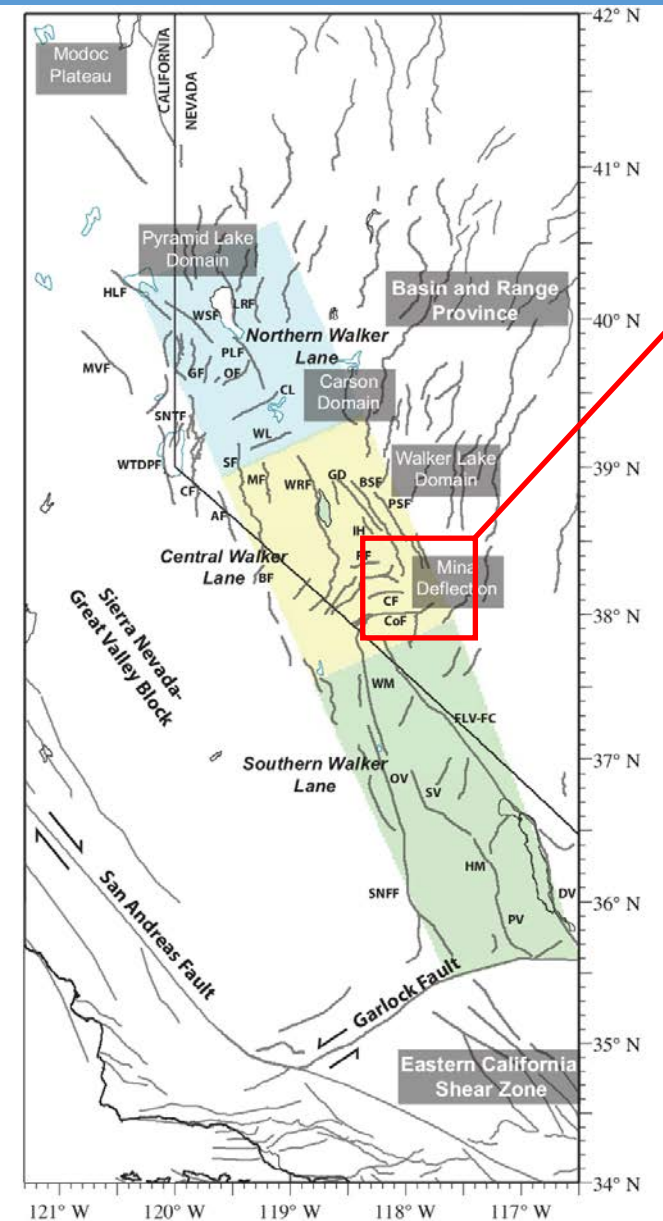 42° N
Modoc
Plateau
CALIFORNIA
NEVADA
41° N
Pyramid Lake
Domain
Basin and Range
Province
HLF
WSF
LRF
40° N
Northern Walker
Lane
MVF
PLF
GF
OF
CL
Carson
Domain
SNTF
WL
WTDPF
SF
39° N
Walker Lake
Domain
CF
MF
WRF
GD
BSF
PSF
AF
IH
Central Walker
Lane
BF
Mina
Deflection
CF
CoF
38° N
Sierra Nevada-
Great Valley Block
WM
FLV-FC
37° N
Southern Walker
Lane
OV
SV
HM
SNFF
DV
36° N
PV
San Andreas Fault
Garlock Fault
35° N
Eastern California
Shear Zone
34° N
121° W
120° W
119° W
118° W
117° W